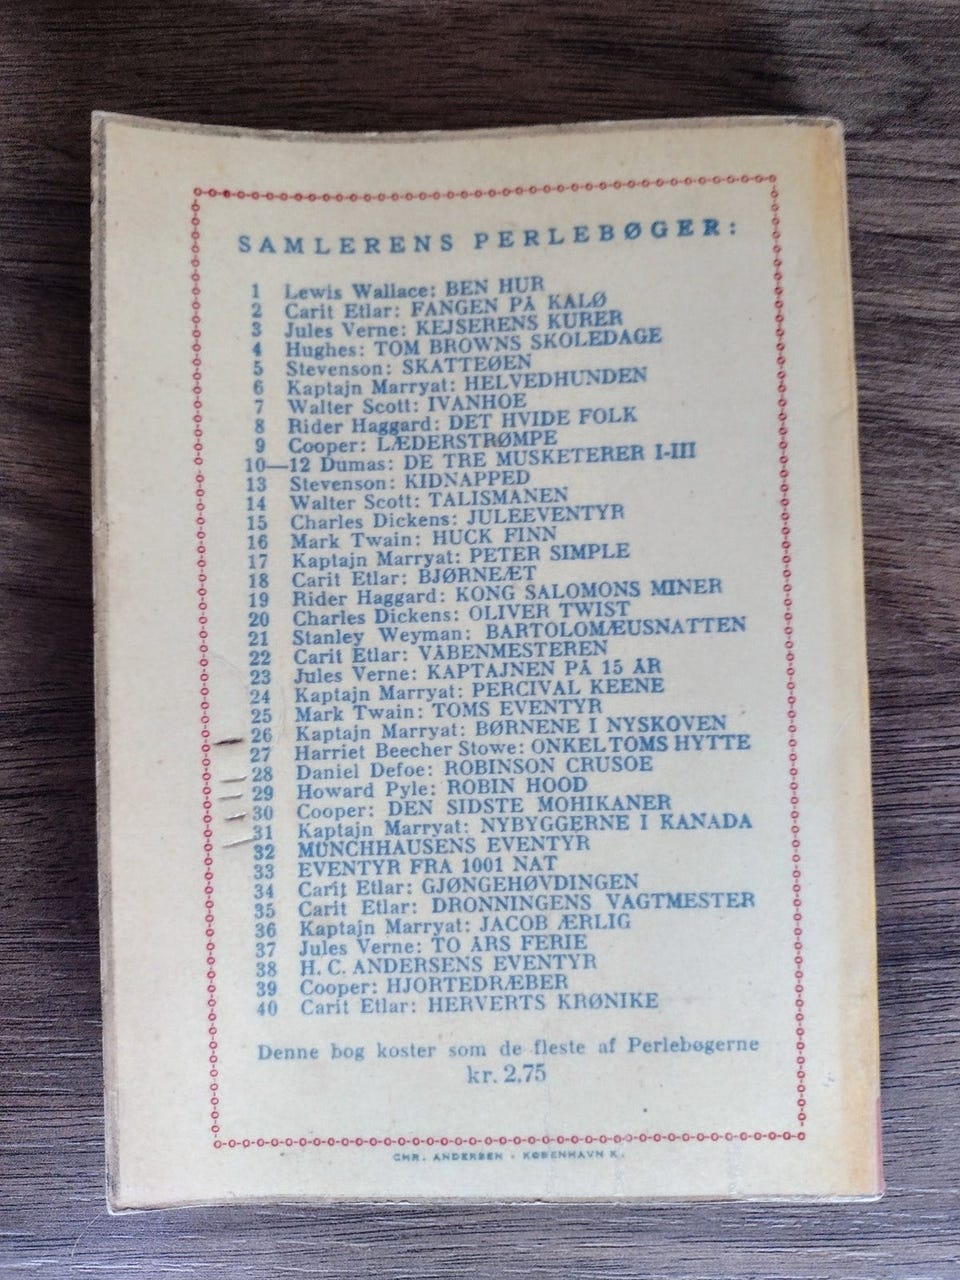 SAMLERENS PERLEBØGER:
1 Lewis Wallace: BEN HUR
2 Carit Etlar: FANGEN PÅ KALØ
3 Jules Verne: KEJSERENS KURER
4 Hughes: TOM BROWNS SKOLEDAGE
5 Stevenson: SKATTEØEN
6 Kaptajn Marryat: HELVEDHUNDEN
7 Walter Scott: IVANHOE
8 Rider Haggard: DET HVIDE FOLK
9 Cooper: LÆDERSTRØMPE
10—12 Dumas: DE TRE MUSKETERER I-III
13 Stevenson: KIDNAPPED
14 Walter Scott: TALISMANEN
15 Charles Dickens: JULEEVENTYR
16 Mark Twain: HUCK FINN
17 Kaptajn Marryat: PETER SIMPLE
18 Carit Etlar: BJØRNEÆT
19 Rider Haggard: KONG SALOMONS MINER
20 Charles Dickens: OLIVER TWIST
21 Stanley Weyman: BARTOLOMÆUSNATTEN
22 Carit Etlar: VÅBENMESTEREN
23 Jules Verne: KAPTAJNEN PÅ 15 ÅR
24 Kaptajn Marryat: PERCIVAL KEENE
25 Mark Twain: TOMS EVENTYR
26 Kaptajn Marryat: BØRNENE I NYSKOVEN
27 Harriet Beecher Stowe: ONKEL TOMS HYTTE
28 Daniel Defoe: ROBINSON CRUSOE
29 Howard Pyle: ROBIN HOOD
30 Cooper: DEN SIDSTE MOHIKANER
31 Kaptajn Marryat: NYBYGGERNE I KANADA
32 MÜNCHHAUSENS EVENTYR
33 EVENTYR FRA 1001 NAT
34 Carit Etlar: GJØNGEHØVDINGEN
35 Carit Etlar: DRONNINGENS VAGTMESTER
36 Kaptajn Marryat: JACOB ÆRLIG
37 Jules Verne: TO ÅRS FERIE
38 H. C. ANDERSENS EVENTYR
39 Cooper: HJORTEDRÆBER
40 Carit Etlar: HERVERTS KRØNIKE
Denne bog koster som de fleste af Perlebøgerne
kr. 2.75
CHR. ANDERSEN - KØBENHAVN K.